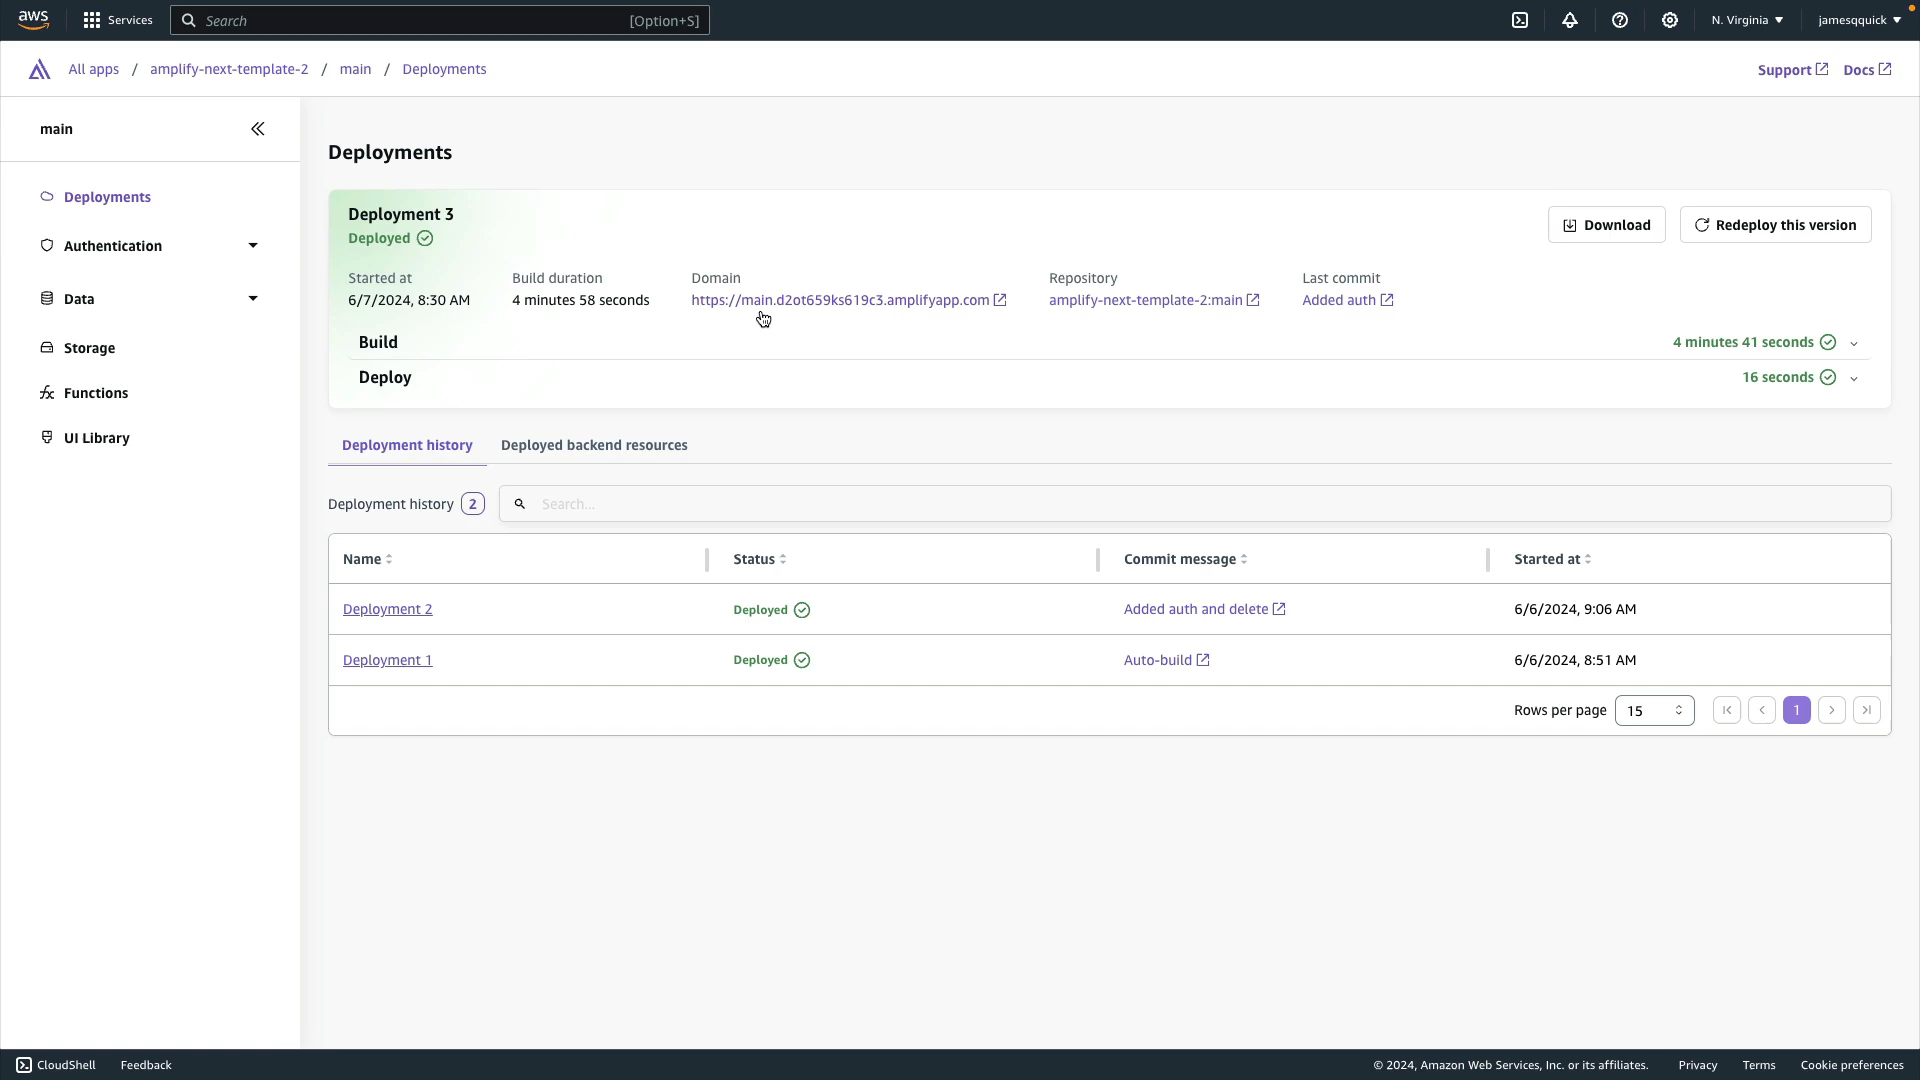 aws
Services
Search
[Option+S]
N. Virginia
jamesqquick
All apps / amplify-next-template-2 / main / Deployments
Support
Docs
main
Deployments
Authentication
Data
Storage
Functions
UI Library
Deployments
Deployment 3
Deployed
Download
Redeploy this version
Started at
6/7/2024, 8:30 AM
Build duration
4 minutes 58 seconds
Domain
https://main.d2ot659ks619c3.amplifyapp.com
Repository
amplify-next-template-2:main
Last commit
Added auth
Build
4 minutes 41 seconds
Deploy
16 seconds
Deployment history
Deployed backend resources
Deployment history 2
Search...
Name Status Commit message Started at
Deployment 2 Deployed Added auth and delete 6/6/2024, 9:06 AM
Deployment 1 Deployed Auto-build 6/6/2024, 8:51 AM
Rows per page 15 1
CloudShell Feedback
© 2024, Amazon Web Services, Inc. or its affiliates. Privacy Terms Cookie preferences